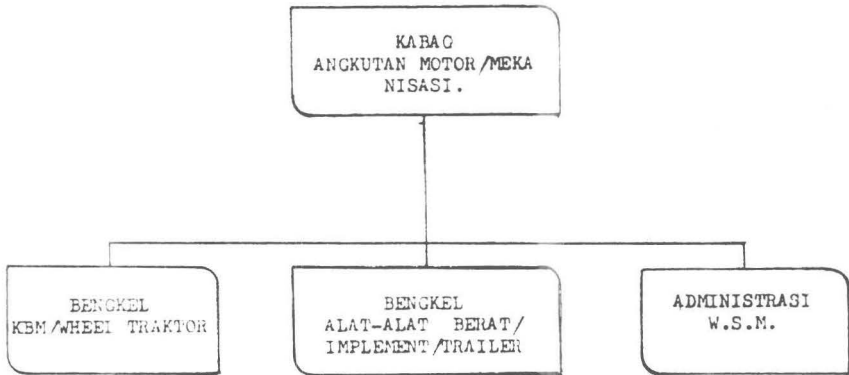 KABAG
ANGKUTAN MOTOR/MEKA
NISASI.
BENGKEL
KBM/WHEEL TRAKTOR
BENGKEL
ALAT-ALAT BERAT/
IMPLEMENT/TRAILER
ADMINISTRASI
W.S.M.